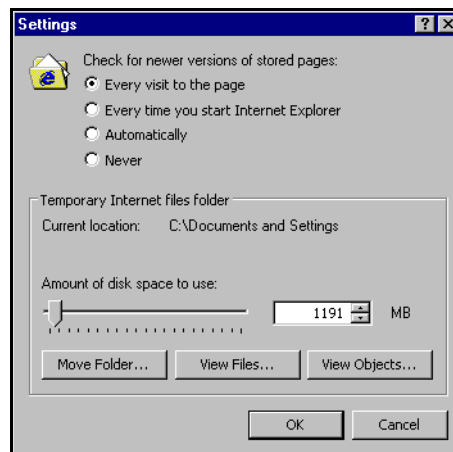 Settings
Check for newer versions of stored pages:
Every visit to the page
Every time you start Internet Explorer
Automatically
Never
Temporary Internet files folder
Current location: C:\Documents and Settings
Amount of disk space to use:
1191 MB
Move Folder... View Files... View Objects...
OK Cancel